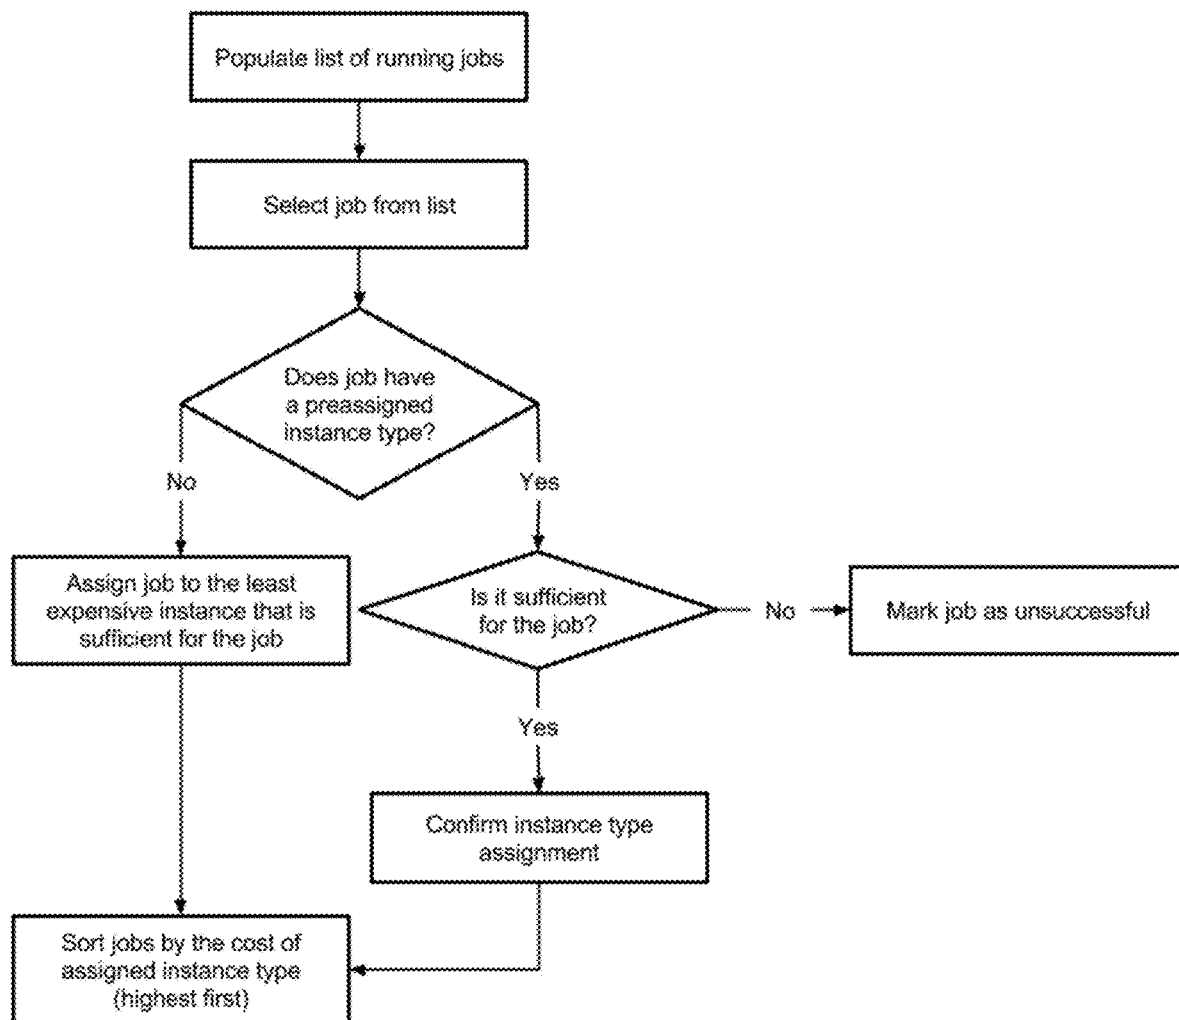 Populate list of running jobs
Select job from list
Does job have
a preassigned
instance type?
No
Yes
Assign job to the least
expensive instance that is
sufficient for the job
Is it sufficient
for the job?
No
Mark job as unsuccessful
Yes
Confirm instance type
assignment
Sort jobs by the cost of
assigned instance type
(highest first)